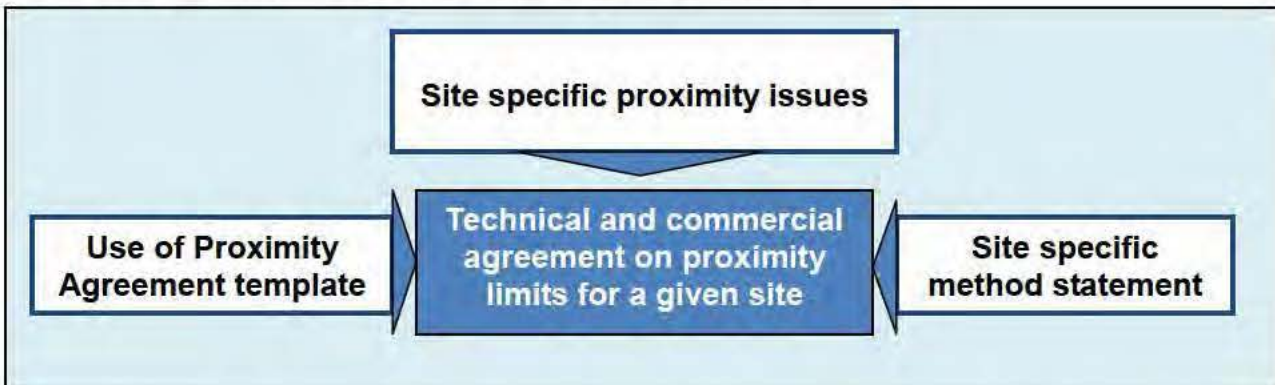 Site specific proximity issues
Use of Proximity
Agreement template
Technical and commercial
agreement on proximity
limits for a given site
Site specific
method statement